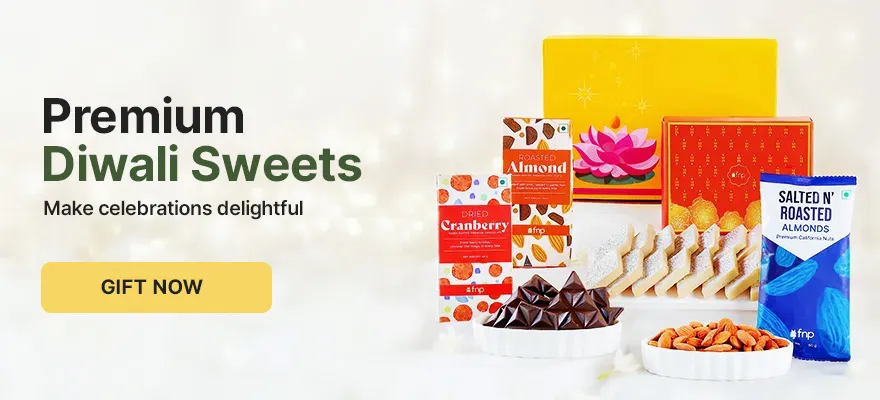 Premium
Diwali Sweets
Make celebrations delightful
GIFT NOW
ROASTED
Almond
fnp
DRIED
Cranberry
fnp
fnp
SALTED N'
ROASTED
ALMONDS
Premium California Nuts
fnp